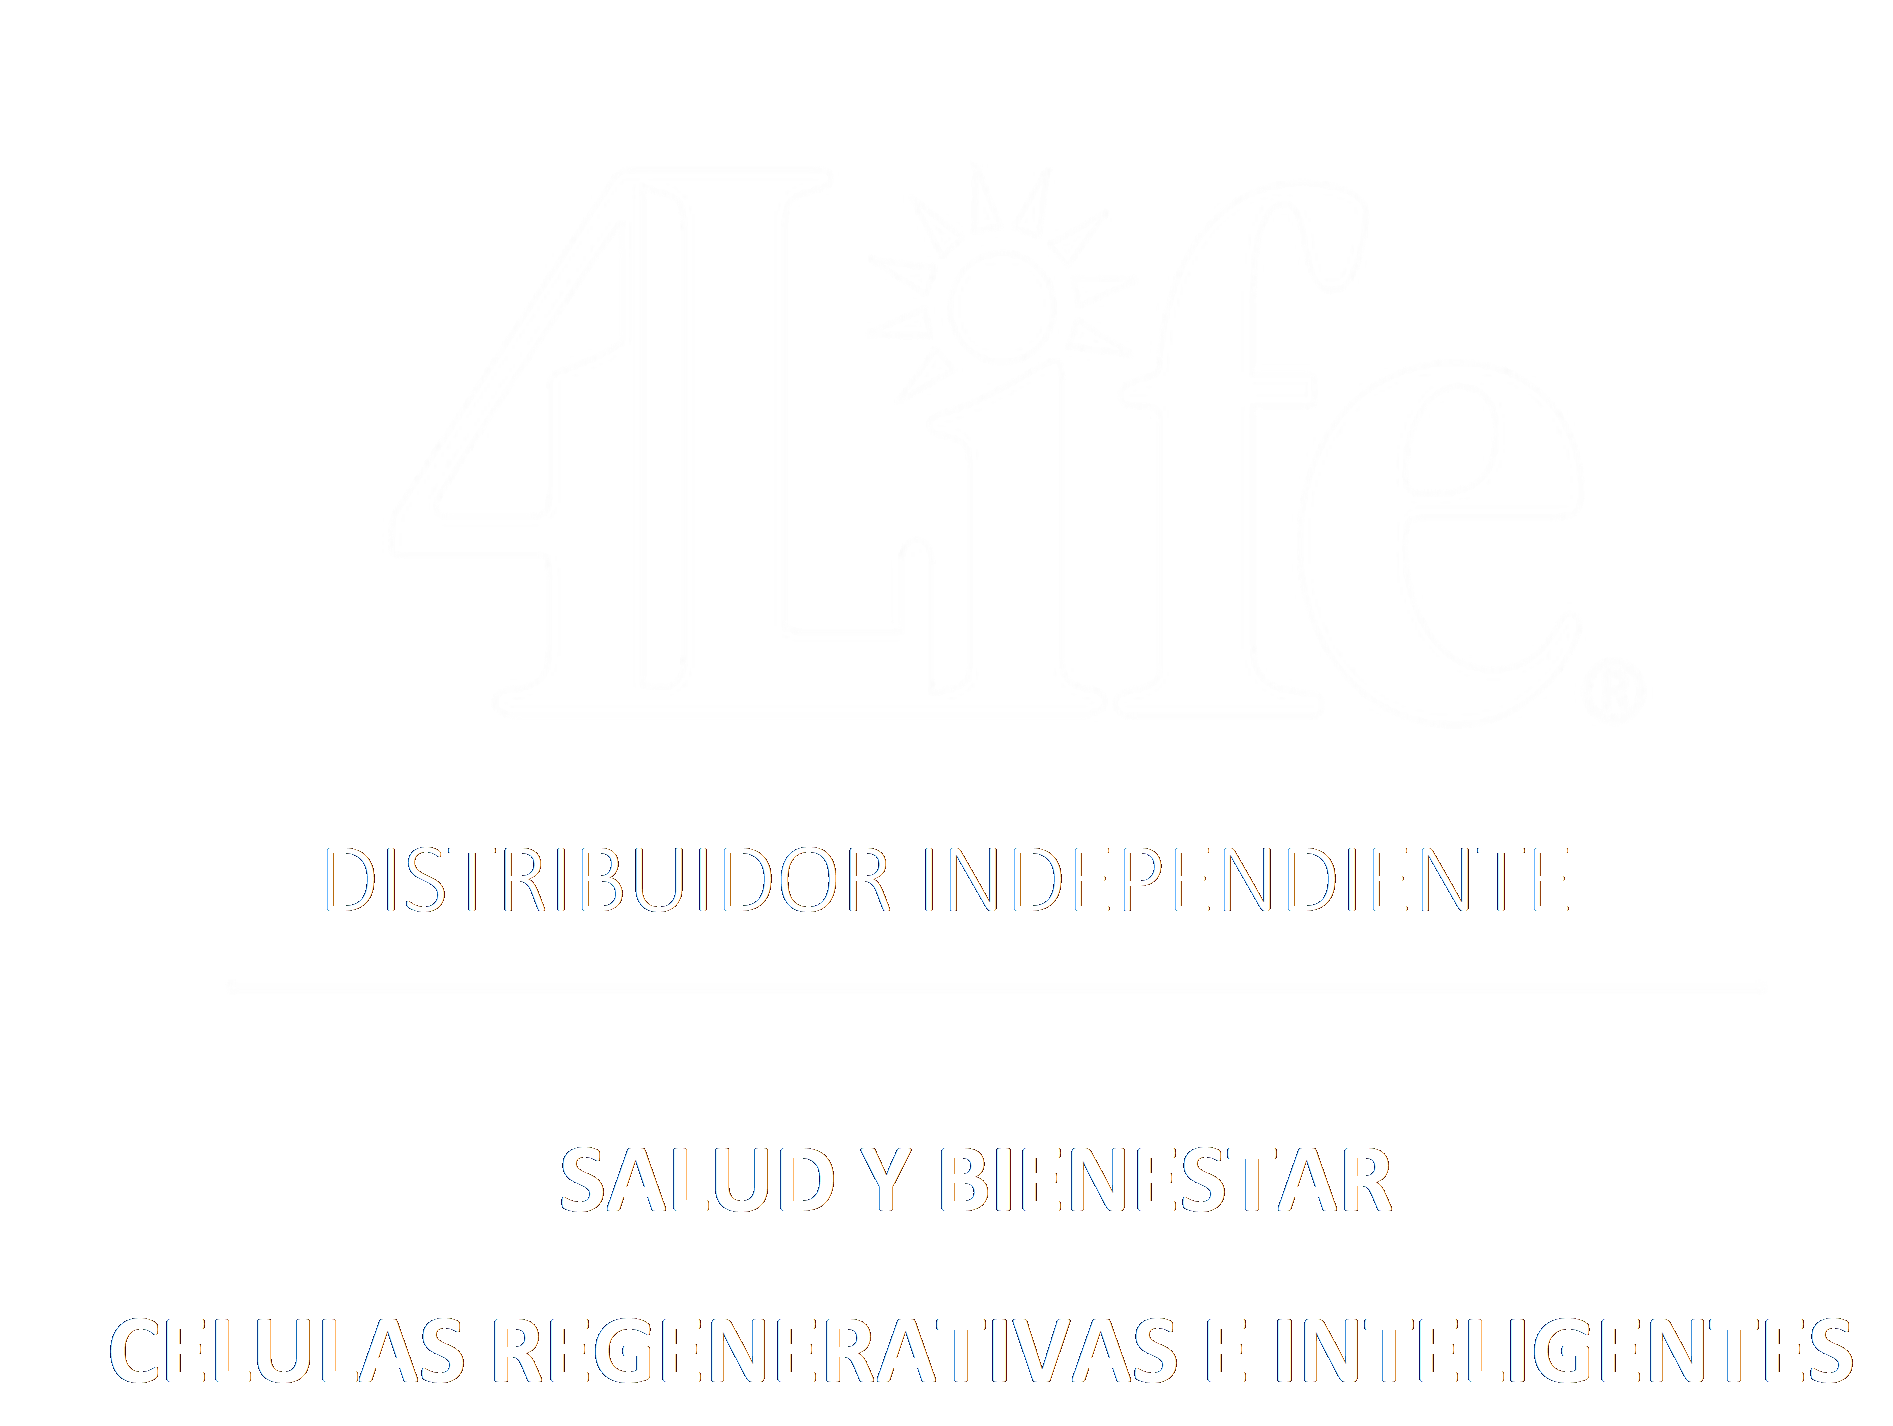 4Life®
DISTRIBUIDOR INDEPENDIENTE
SALUD Y BIENESTAR
CELULAS REGENERATIVAS E INTELIGENTES